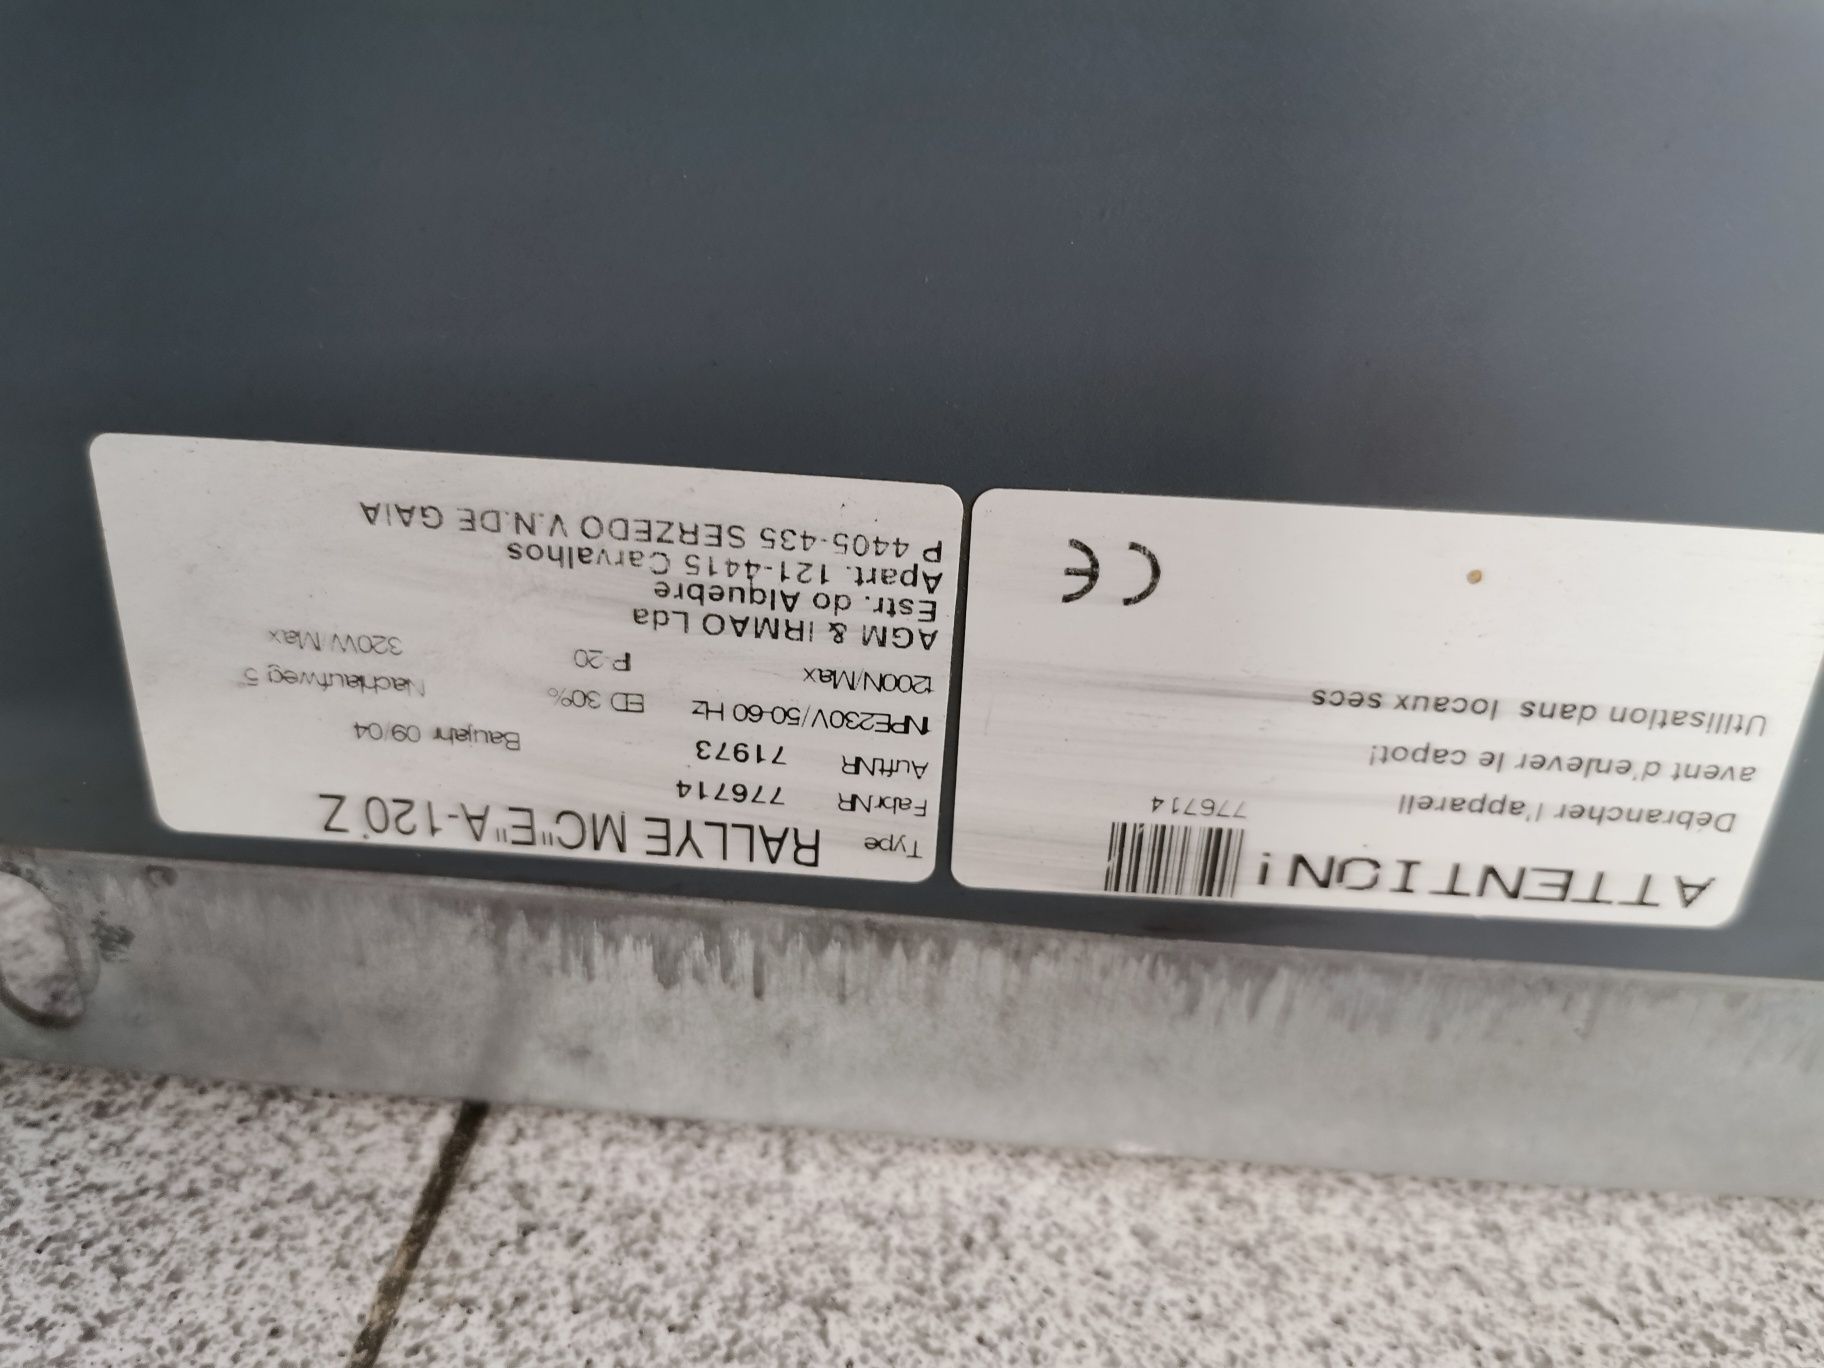 ATTENTION!
Débrancher l'appareil
776714
avent d'enlever le capot!
Utilisation dans locaux secs
CE
Type RALLYE MC"E"A-120°Z
FabrNR 776714
AuftNR 71973 Baujahr 09/04
1NPE230V/50-60 Hz ED 30% Nachlaufweg 5°
1200N/Max P-20 320W/Max
AGM & IRMAO Lda
Estr. do Alquebre
Apart. 121-4415 Carvalhos
P 4405-435 SERZEDO V.N.DE GAIA